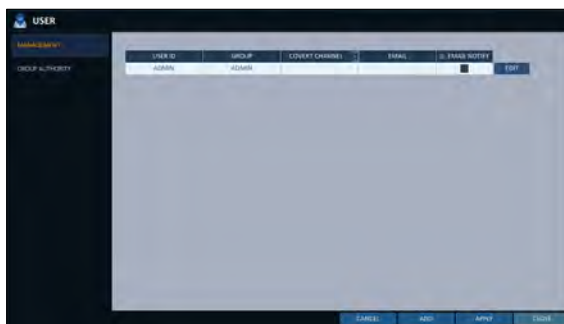 USER
MANAGEMENT
GROUP AUTHORITY
USER ID GROUP COVERT CHANNEL EMAIL EMAIL NOTIFY
ADMIN ADMIN EDIT
CANCEL ADD APPLY CLOSE